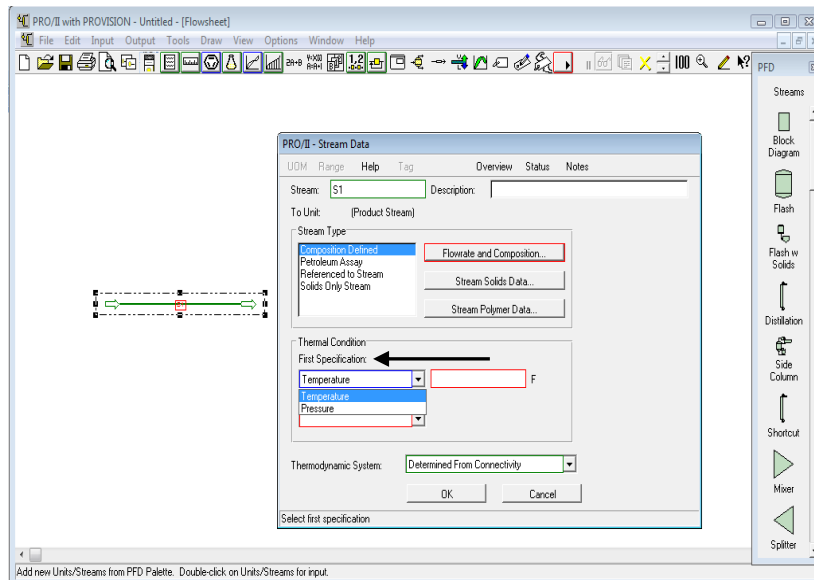 PRO/II with PROVISION - Untitled - [Flowsheet]
File Edit Input Output Tools Draw View Options Window Help
PFD
Streams
Block
Diagram
Flash
Flash w
Solids
Distillation
Side
Column
Shortcut
Mixer
Splitter
PRO/II - Stream Data
UOM Range Help Tag Overview Status Notes
Stream: S1 Description:
To Unit: (Product Stream)
Stream Type
Composition Defined
Petroleum Assay
Referenced to Stream
Solids Only Stream
Flowrate and Composition...
Stream Solids Data...
Stream Polymer Data...
Thermal Condition
First Specification:
Temperature F
Temperature
Pressure
Thermodynamic System: Determined From Connectivity
OK Cancel
Select first specification
Add new Units/Streams from PFD Palette. Double-click on Units/Streams for input.